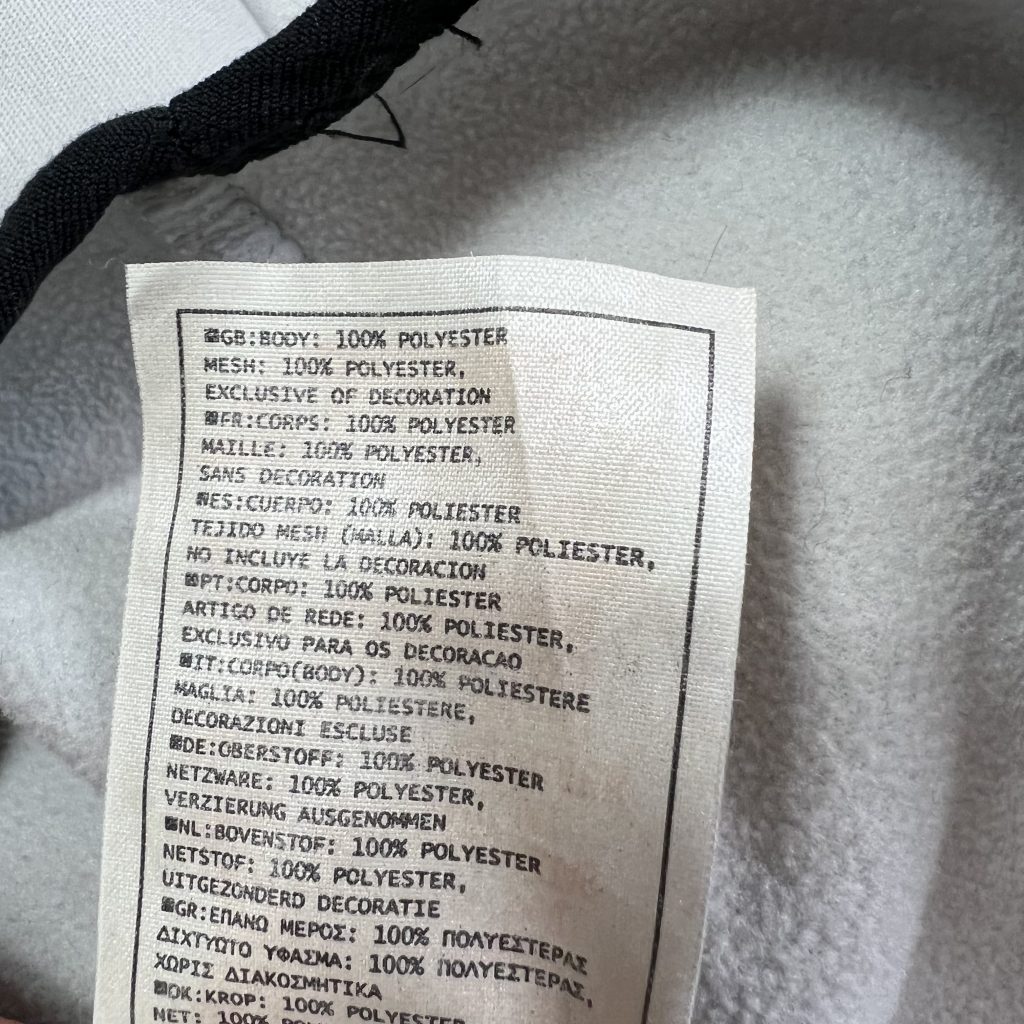 GB:BODY: 100% POLYESTER
MESH: 100% POLYESTER,
EXCLUSIVE OF DECORATION
FR:CORPS: 100% POLYESTER
MAILLE: 100% POLYESTER,
SANS DECORATION
ES:CUERPO: 100% POLIESTER
TEJIDO MESH (MALLA): 100% POLIESTER,
NO INCLUYE LA DECORACION
PT:CORPO: 100% POLIESTER
ARTIGO DE REDE: 100% POLIESTER,
EXCLUSIVO PARA OS DECORACAO
IT:CORPO(BODY): 100% POLIESTERE
MAGLIA: 100% POLIESTERE,
DECORAZIONI ESCLUSE
DE:OBERSTOFF: 100% POLYESTER
NETZWARE: 100% POLYESTER,
VERZIERUNG AUSGENOMMEN
NL:BOVENSTOF: 100% POLYESTER
NETSTOF: 100% POLYESTER,
UITGEZONDERD DECORATIE
GR:ΕΠΑΝΩ ΜΕΡΟΣ: 100% ΠΟΛΥΕΣΤΕΡΑΣ
ΔΙΧΤΥΩΤΟ ΥΦΑΣΜΑ: 100% ΠΟΛΥΕΣΤΕΡΑΣ,
ΧΩΡΙΣ ΔΙΑΚΟΣΜΗΤΙΚΑ
DK:KROP: 100% POLYESTER
NET: 100%